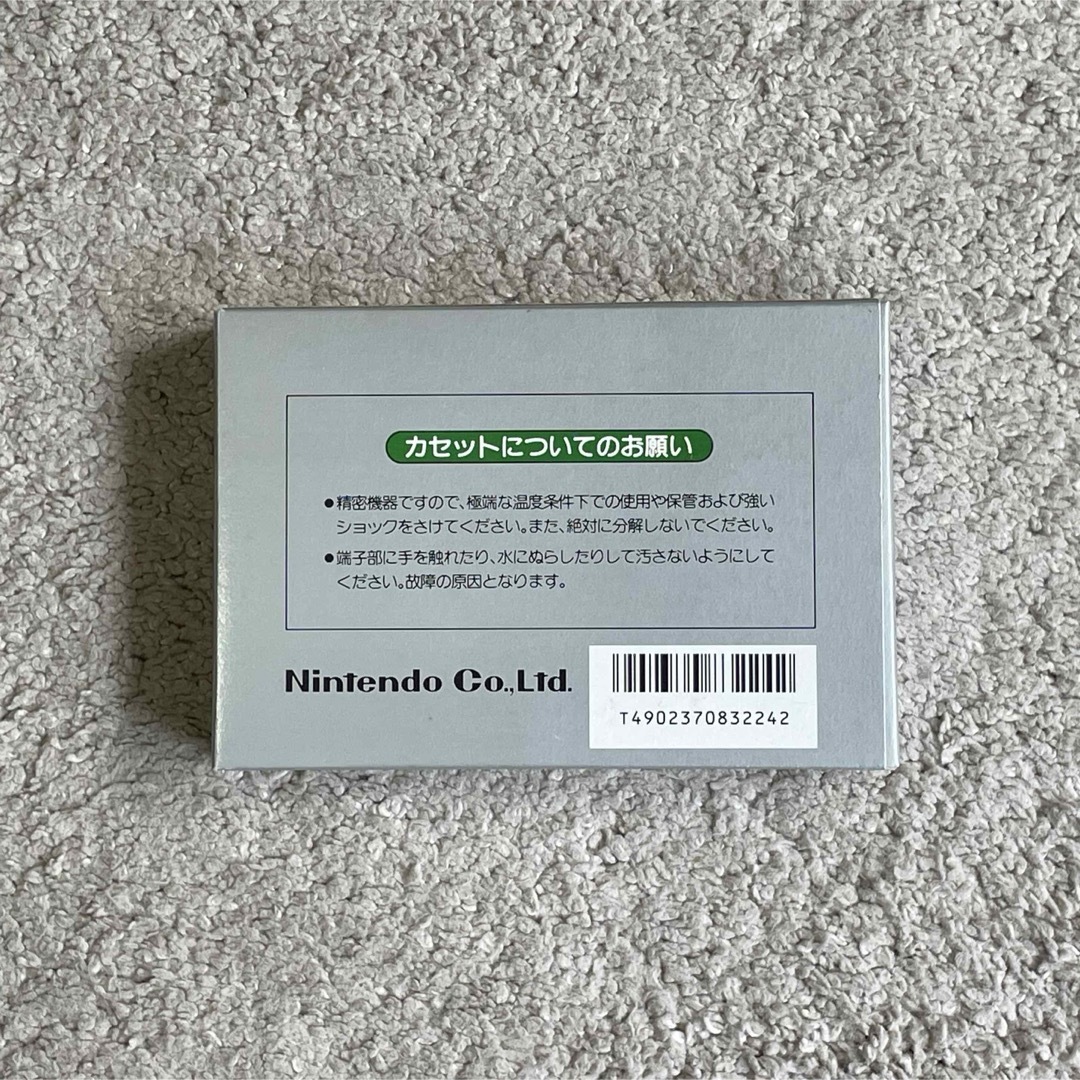 カセットについてのお願い
●精密機器ですので、極端な温度条件下での使用や保管および強い
ショックをさけてください。また、絶対に分解しないでください。
●端子部に手を触れたり、水にぬらしたりして汚さないようにして
ください。故障の原因となります。
Nintendo Co.,Ltd.
T4902370832242